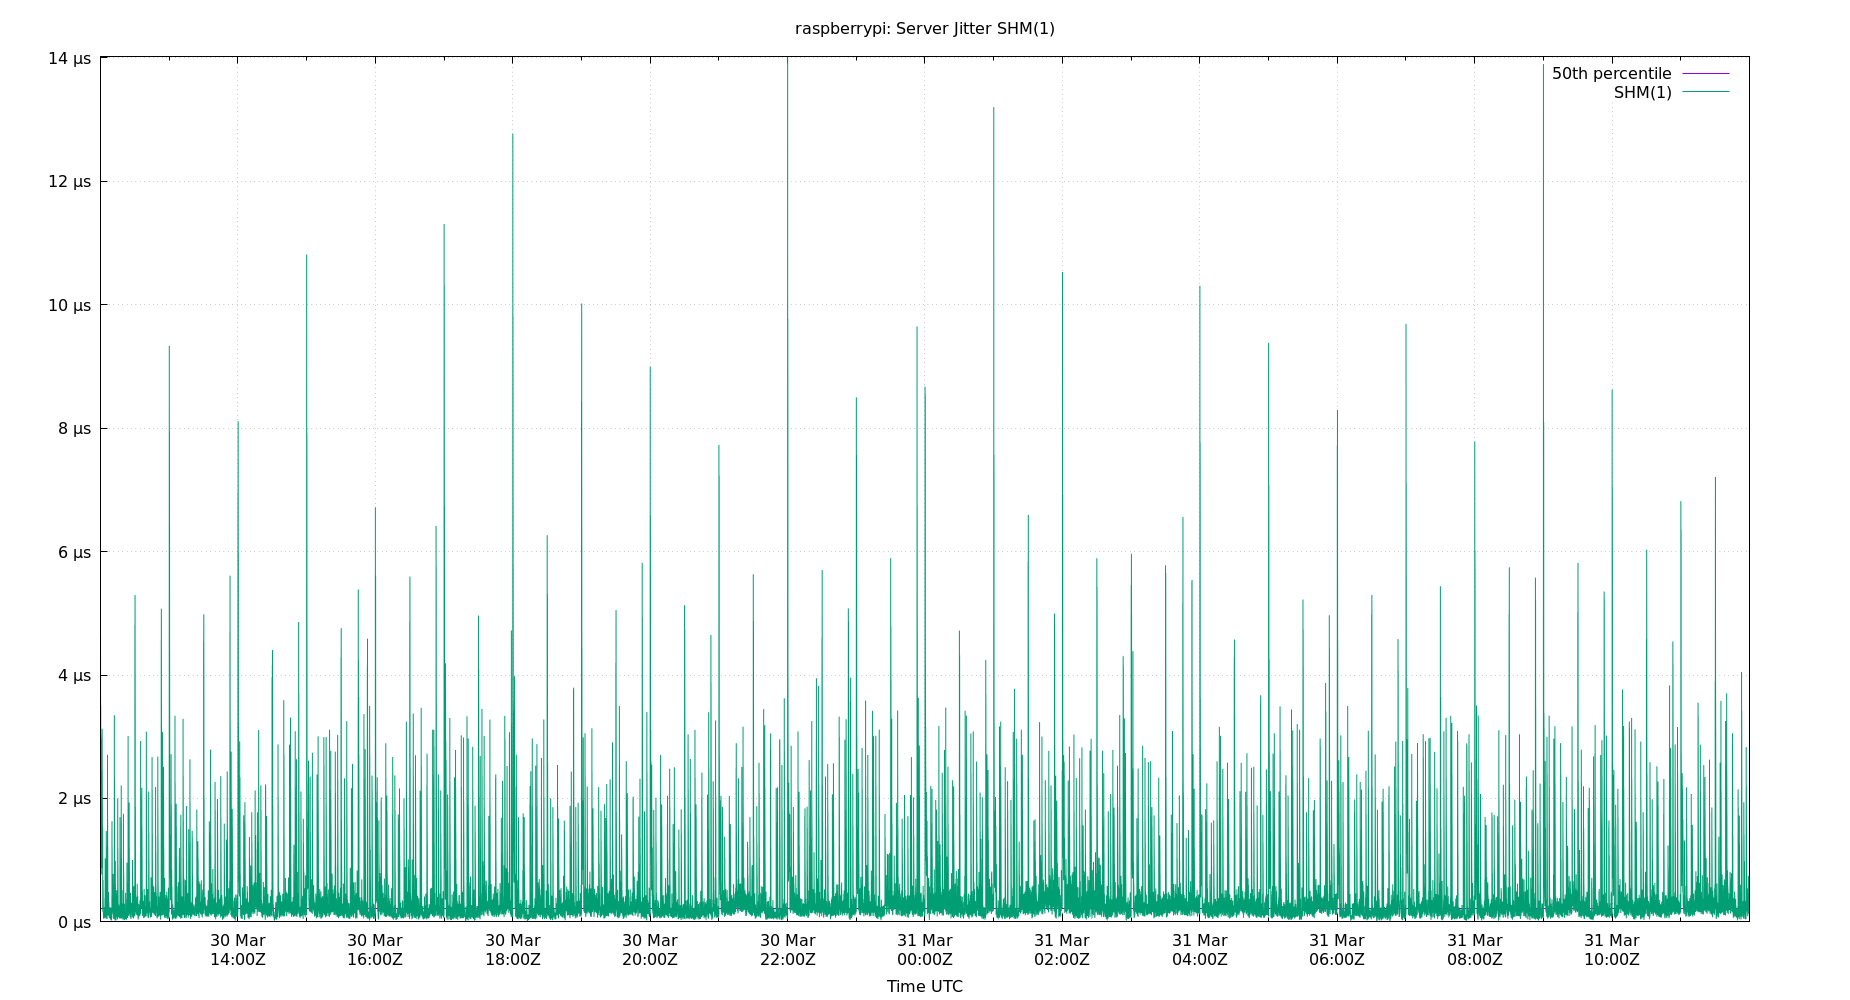 raspberrypi: Server Jitter SHM(1)
14 µs
12 µs
10 µs
8 µs
6 µs
4 µs
2 µs
0 µs
50th percentile
SHM(1)
30 Mar
14:00Z
30 Mar
16:00Z
30 Mar
18:00Z
30 Mar
20:00Z
30 Mar
22:00Z
31 Mar
00:00Z
31 Mar
02:00Z
31 Mar
04:00Z
31 Mar
06:00Z
31 Mar
08:00Z
31 Mar
10:00Z
Time UTC